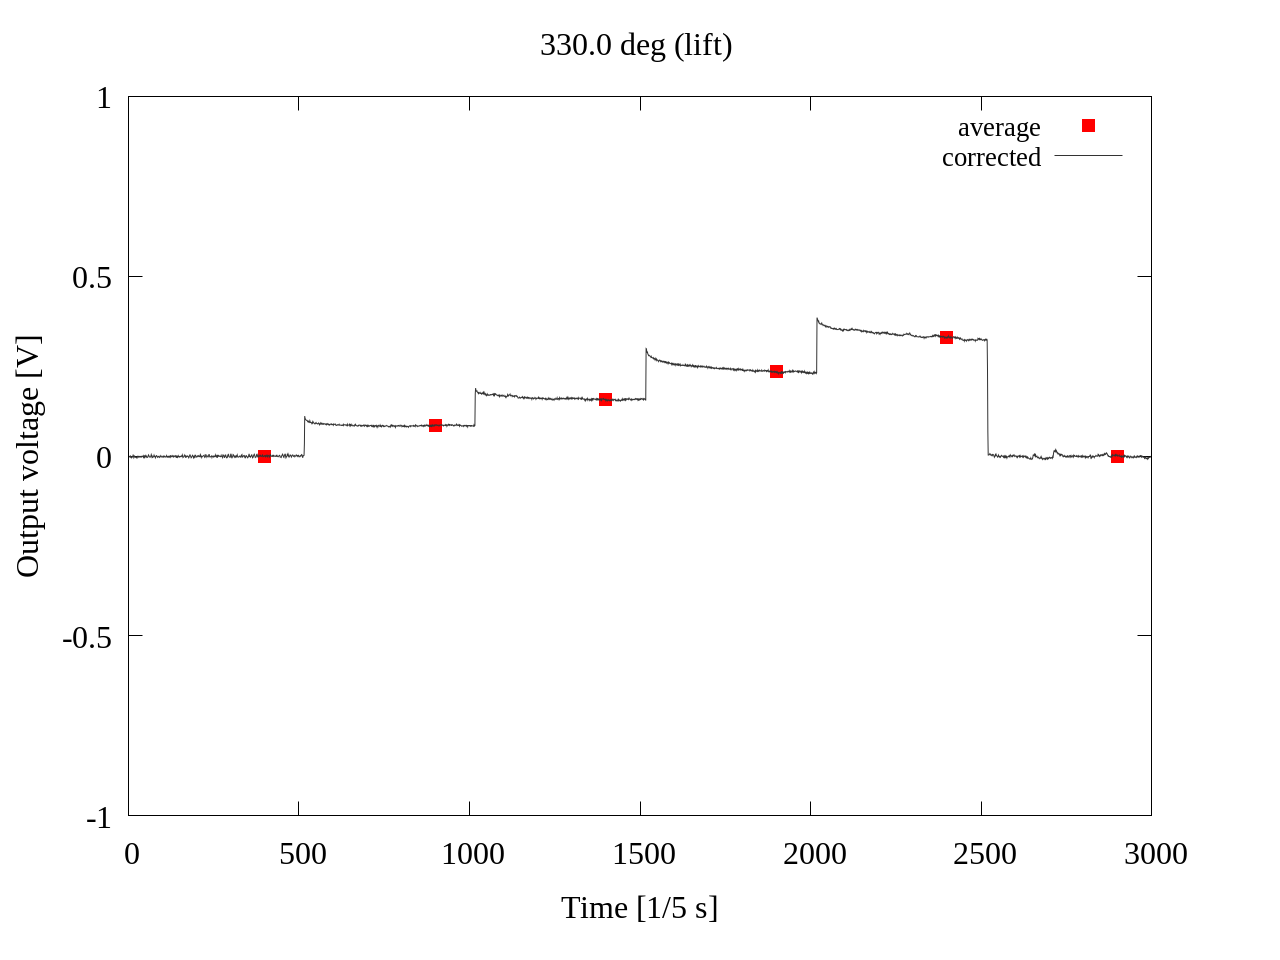 330.0 deg (lift)
average
corrected
1
0.5
0
-0.5
-1
Output voltage [V]
0 500 1000 1500 2000 2500 3000
Time [1/5 s]